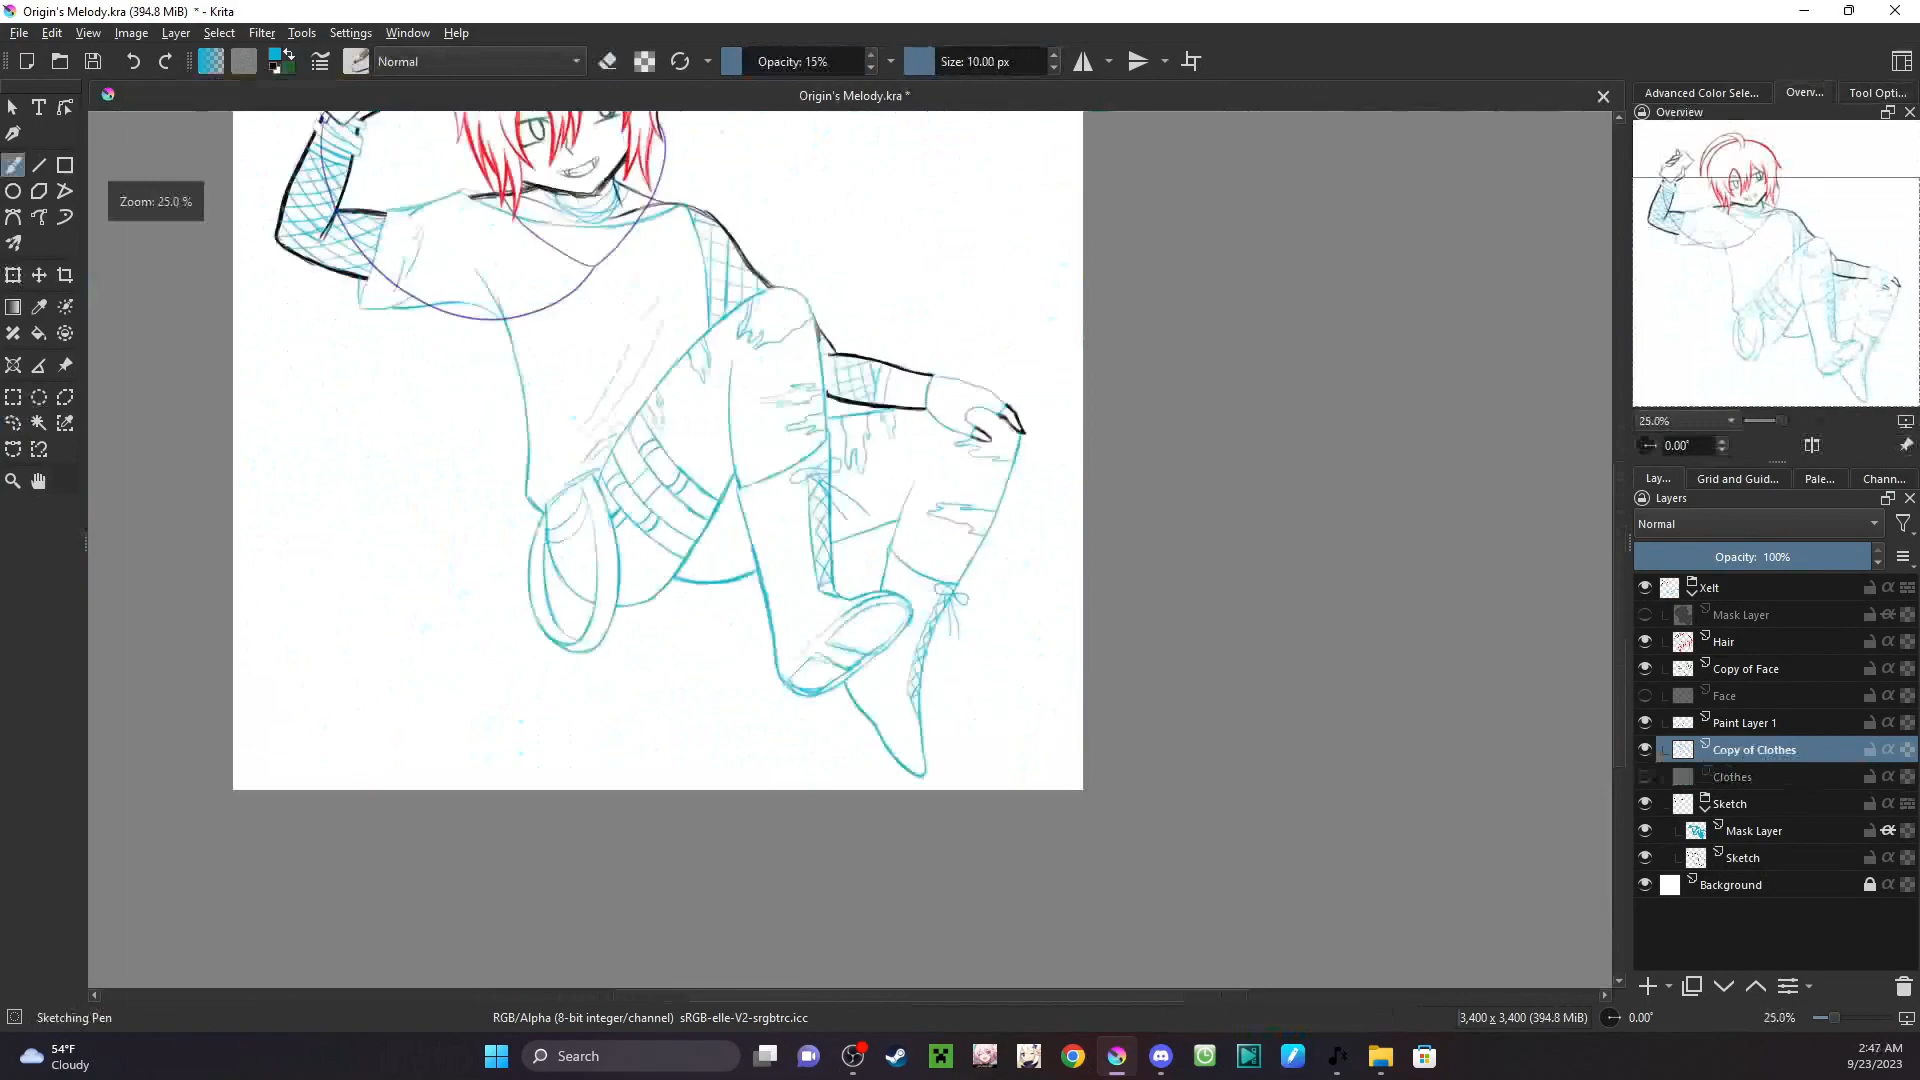 Origin's Melody.kra (394.8 MiB) * - Krita
File Edit View Image Layer Filter Tools Settings Window Help
Normal
Opacity: 15%
Size: 10.00 px
Origin's Melody.kra *
Advanced Color Sele... Overv... Tool Opti...
Overview
Zoom: 25.0 %
25.0%
0.00°
Lay... Grid and Guid... Pale... Chann...
Layers
Normal
Opacity: 100%
Xelt
Mask Layer
Hair
Copy of Face
Face
Paint Layer 1
Copy of Clothes
Clothes
Sketch
Mask Layer
Sketch
Background
Sketching Pen
RGB/Alpha (8-bit integer/channel) sRGB-elle-V2-srgbtrc.icc
3,400 x 3,400 (394.8 MiB)
0.00°
25.0%
54°F
Cloudy
Search
2:47 AM
9/23/2023